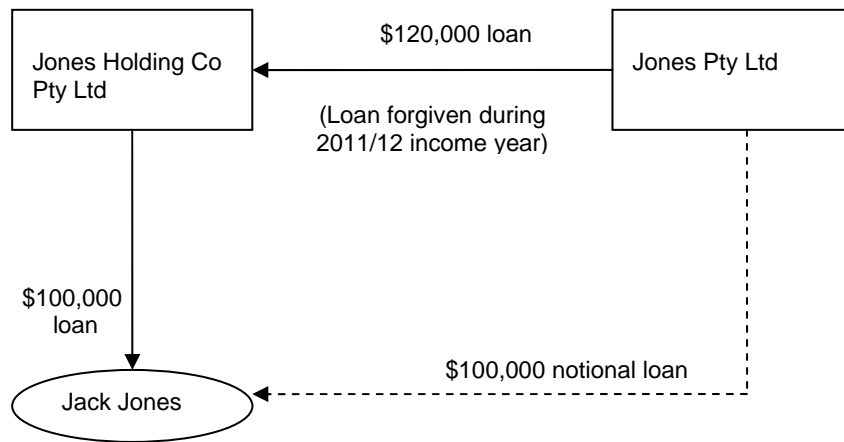 Jones Holding Co
Pty Ltd
$120,000 loan
Jones Pty Ltd
(Loan forgiven during
2011/12 income year)
$100,000
loan
$100,000 notional loan
Jack Jones